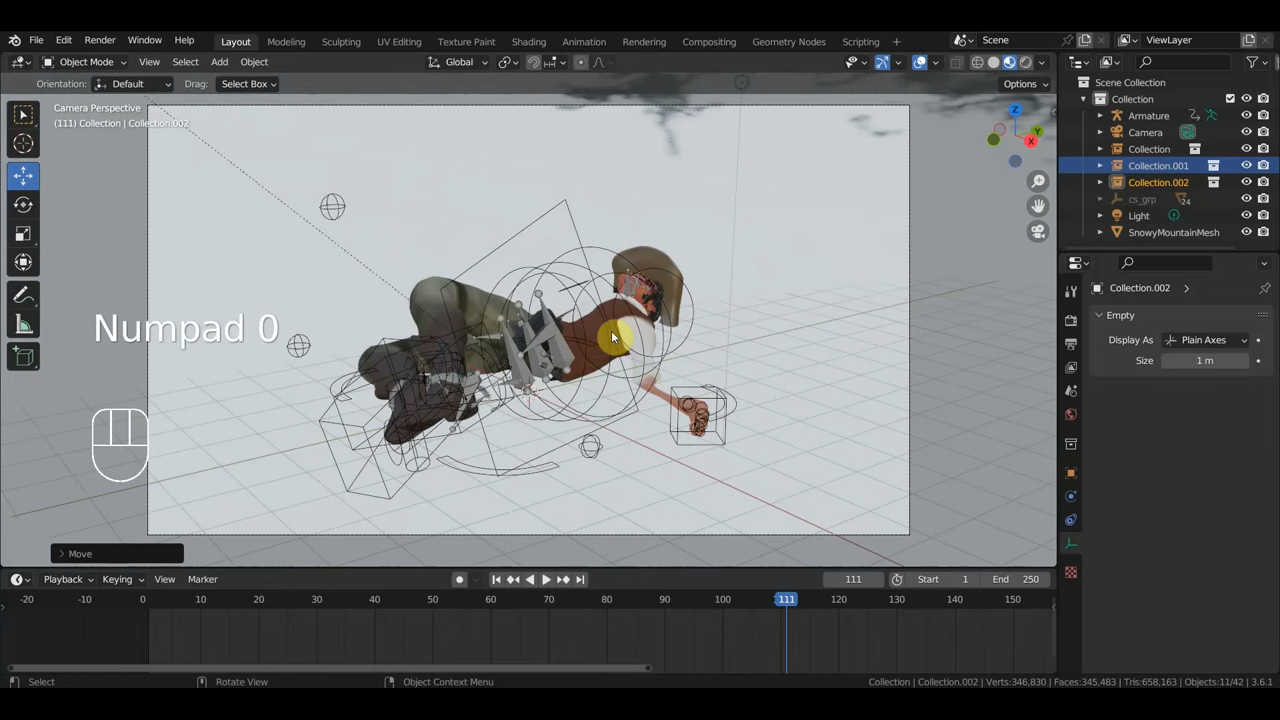 File Edit Render Window Help Layout Modeling Sculpting UV Editing Texture Paint Shading Animation Rendering Compositing Geometry Nodes Scripting + Scene ViewLayer
Object Mode View Select Add Object Global
Orientation: Default Drag: Select Box Options
Camera Perspective
(111) Collection | Collection.002
Z
Y
X
Scene Collection
Collection
Armature
Camera
Collection
Collection.001
Collection.002
cs_grp 24
Light
SnowyMountainMesh
Collection.002
Empty
Display As Plain Axes
Size 1 m
Numpad 0
Move
Playback Keying View Marker 111 Start 1 End 250
-20 -10 0 10 20 30 40 50 60 70 80 90 100 111 120 130 140 150
Select Rotate View Object Context Menu Collection | Collection.002 Verts:346,830 Faces:345,483 Tris:658,163 Objects:11/42 3.6.1